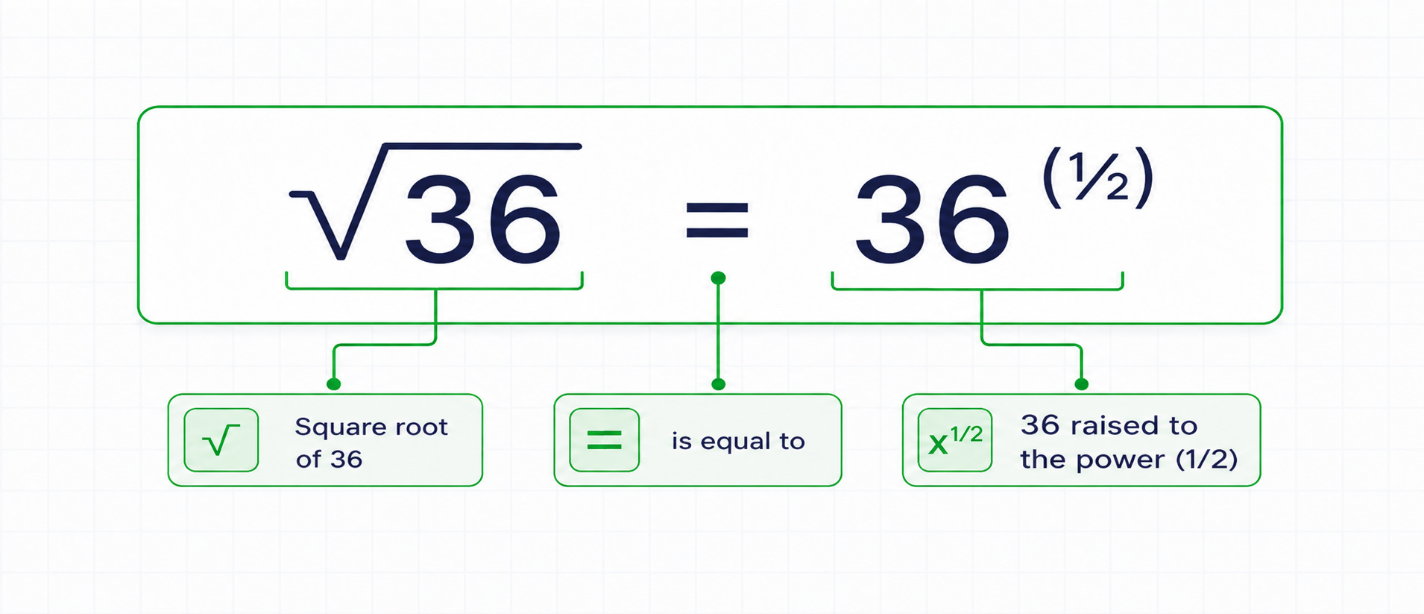 √36 = 36 (½)
√ Square root
of 36
= is equal to
x1/2 36 raised to
the power (1/2)